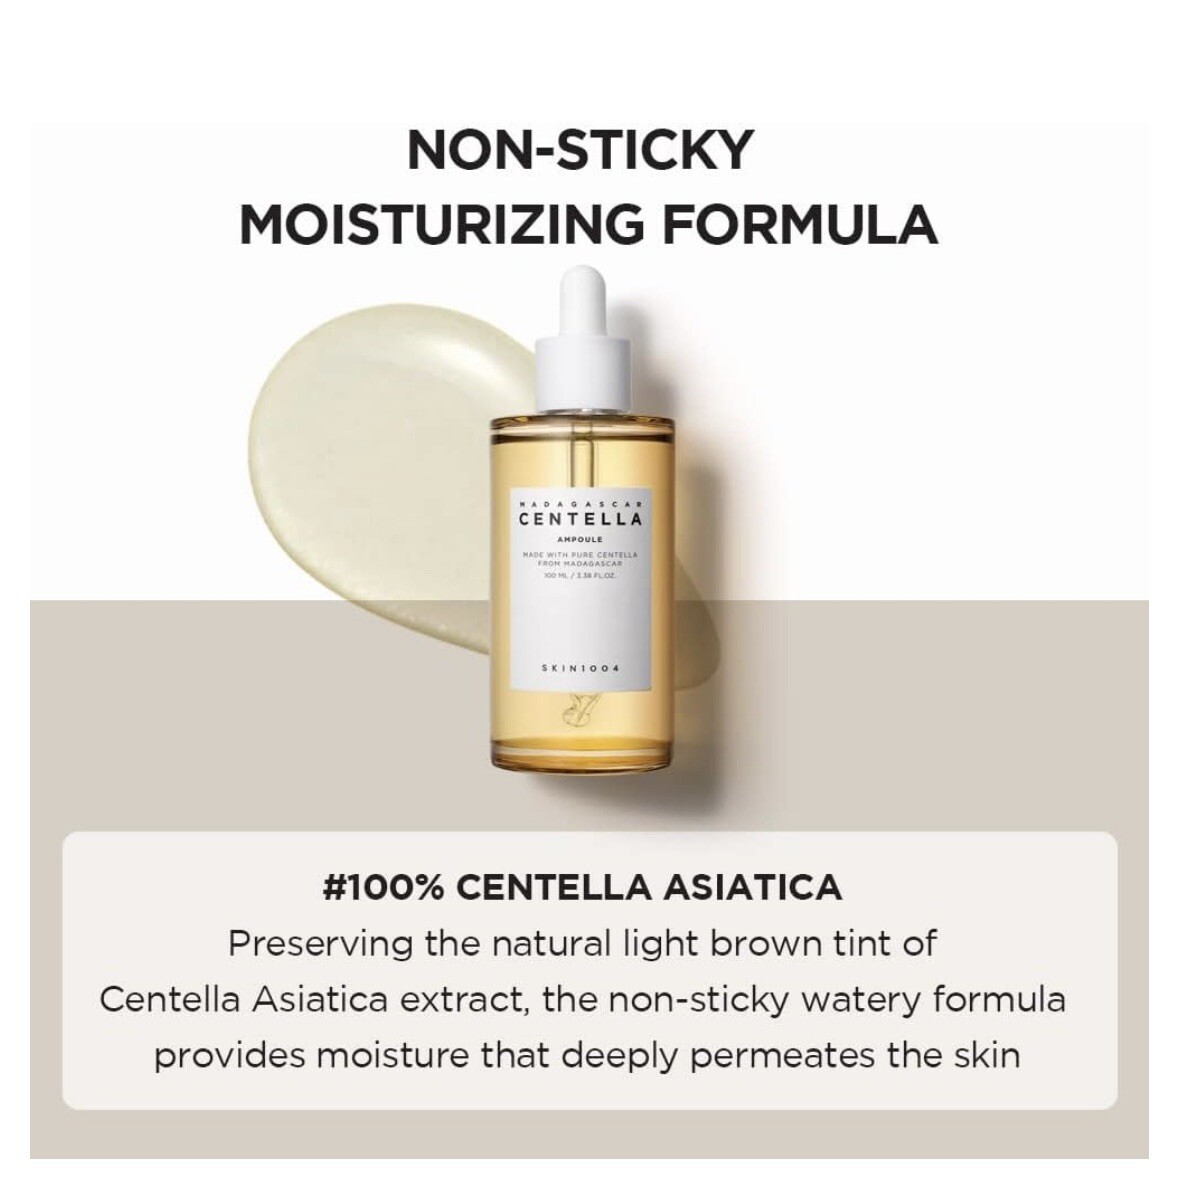 NON-STICKY
MOISTURIZING FORMULA
MADAGASCAR
CENTELLA
AMPOULE
MADE WITH PURE CENTELLA
FROM MADAGASCAR
100 ML / 3.38 FL.OZ.
SKIN1004
#100% CENTELLA ASIATICA
Preserving the natural light brown tint of
Centella Asiatica extract, the non-sticky watery formula
provides moisture that deeply permeates the skin